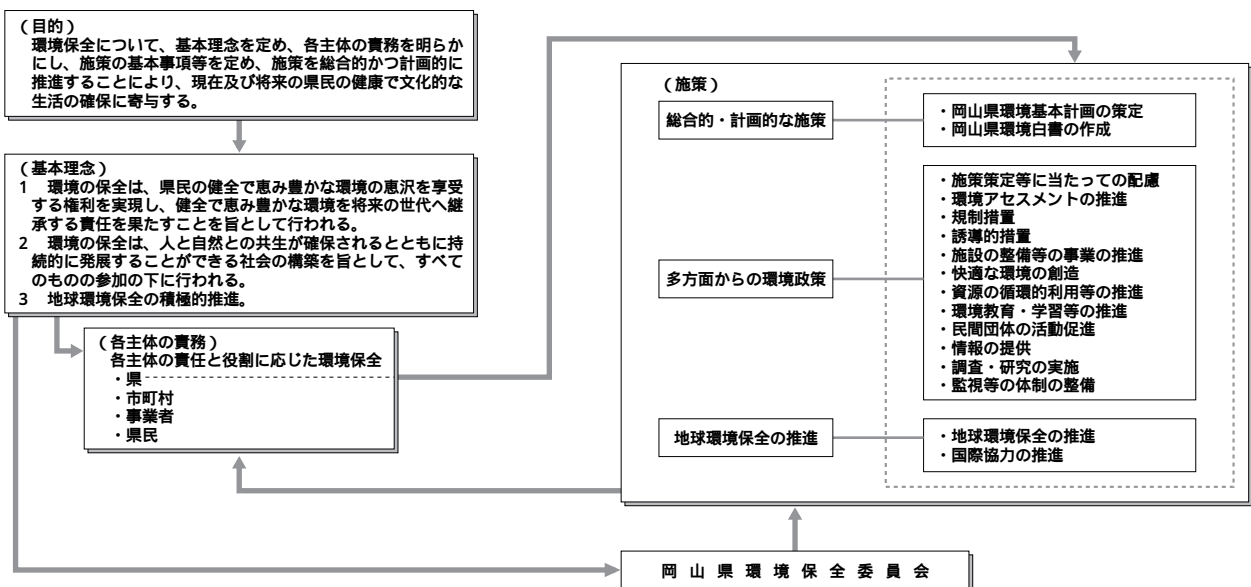 （目的）
環境保全について、基本理念を定め、各主体の責務を明らか
にし、施策の基本事項等を定め、施策を総合的かつ計画的に
推進することにより、現在及び将来の県民の健康で文化的な
生活の確保に寄与する。
（基本理念）
1　環境の保全は、県民の健全で恵み豊かな環境の恵沢を享受
する権利を実現し、健全で恵み豊かな環境を将来の世代へ継
承する責任を果たすことを旨として行われる。
2　環境の保全は、人と自然との共生が確保されるとともに持
続的に発展することができる社会の構築を旨として、すべて
のものの参加の下に行われる。
3　地球環境保全の積極的推進。
（各主体の責務）
各主体の責任と役割に応じた環境保全
・県
・市町村
・事業者
・県民
（施策）
総合的・計画的な施策
・岡山県環境基本計画の策定
・岡山県環境白書の作成
多方面からの環境政策
・施策策定等に当たっての配慮
・環境アセスメントの推進
・規制措置
・誘導的措置
・施設の整備等の事業の推進
・快適な環境の創造
・資源の循環的利用等の推進
・環境教育・学習等の推進
・民間団体の活動促進
・情報の提供
・調査・研究の実施
・監視等の体制の整備
地球環境保全の推進
・地球環境保全の推進
・国際協力の推進
岡山県環境保全委員会